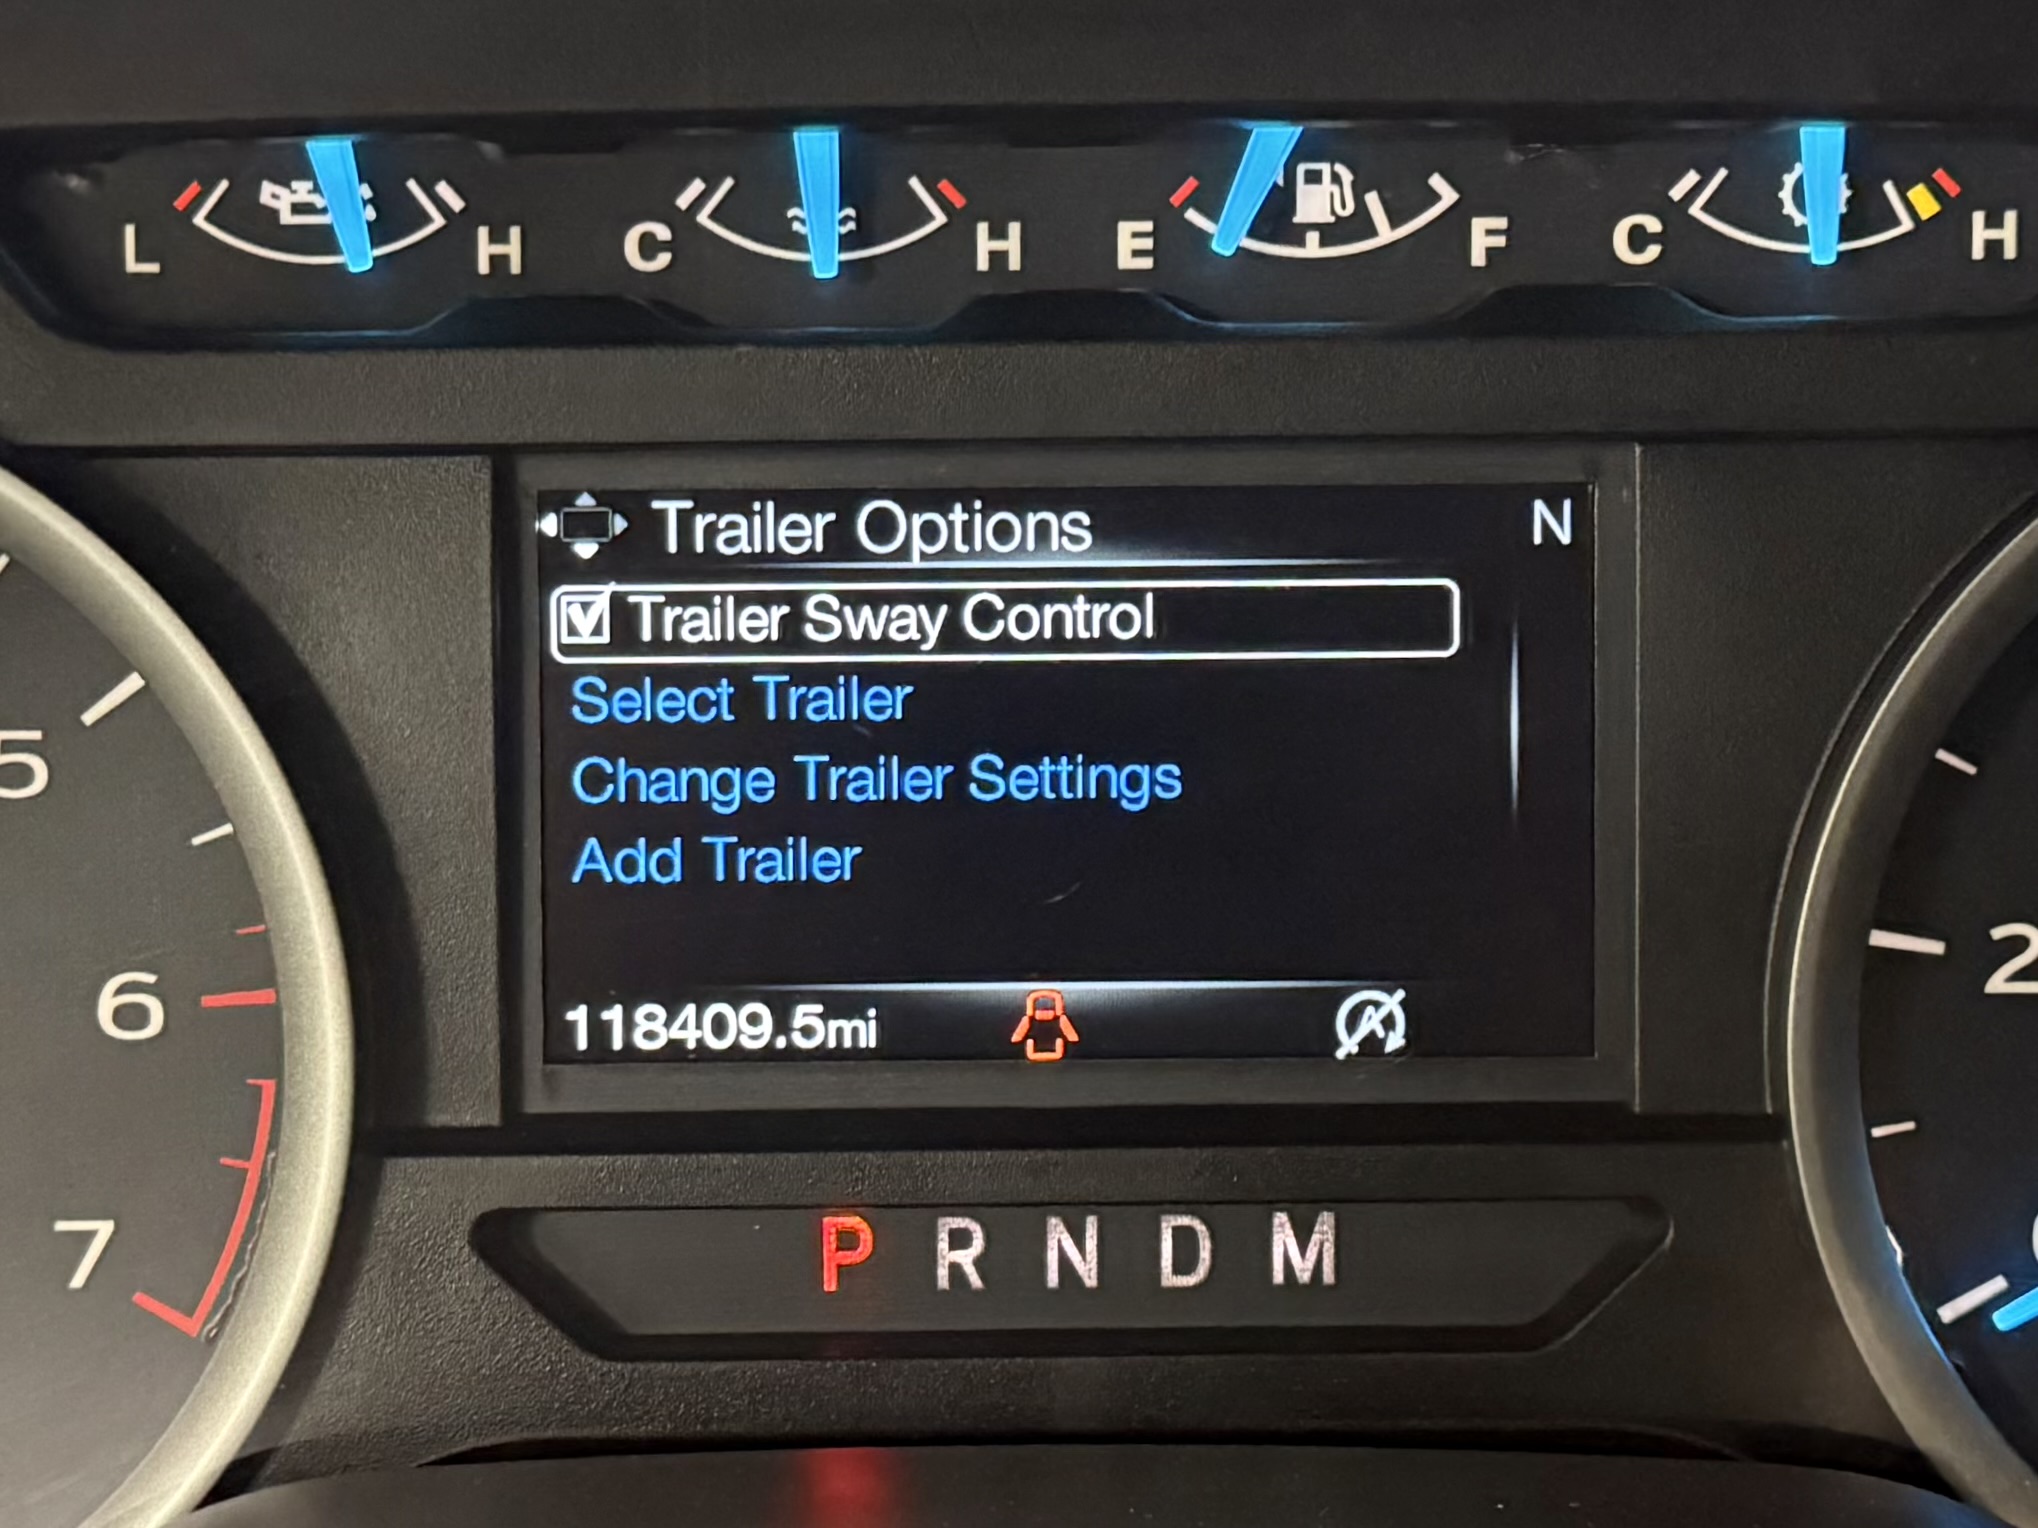 L H C H E F C H
Trailer Options N
Trailer Sway Control
Select Trailer
Change Trailer Settings
Add Trailer
118409.5mi
5
6
7
2
P R N D M